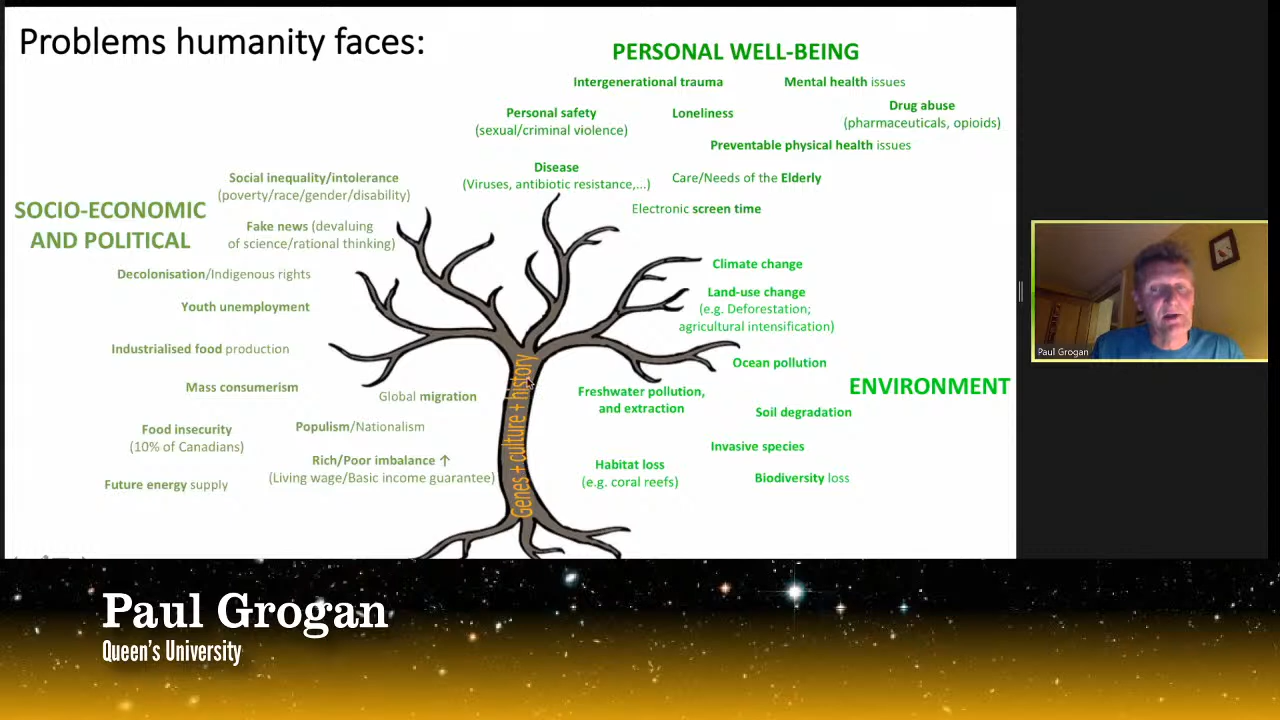 Problems humanity faces:
PERSONAL WELL-BEING
Intergenerational trauma
Mental health issues
Personal safety
(sexual/criminal violence)
Loneliness
Drug abuse
(pharmaceuticals, opioids)
Preventable physical health issues
Disease
(Viruses, antibiotic resistance,...)
Care/Needs of the Elderly
Electronic screen time
SOCIO-ECONOMIC
AND POLITICAL
Social inequality/intolerance
(poverty/race/gender/disability)
Fake news (devaluing
of science/rational thinking)
Decolonisation/Indigenous rights
Youth unemployment
Industrialised food production
Mass consumerism
Global migration
Food insecurity
(10% of Canadians)
Populism/Nationalism
Rich/Poor imbalance ↑
(Living wage/Basic income guarantee)
Future energy supply
Genes + culture + history
Climate change
Land-use change
(e.g. Deforestation;
agricultural intensification)
Ocean pollution
ENVIRONMENT
Freshwater pollution,
and extraction
Soil degradation
Invasive species
Habitat loss
(e.g. coral reefs)
Biodiversity loss
Paul Grogan
Paul Grogan
Queen's University